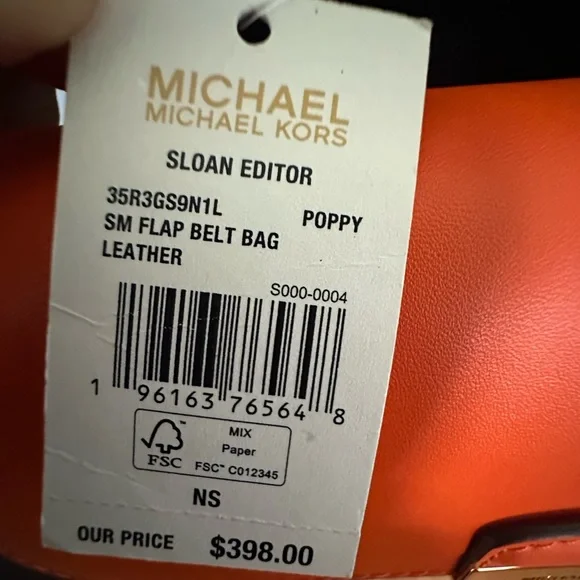 MICHAEL
MICHAEL KORS
SLOAN EDITOR
35R3GS9N1L POPPY
SM FLAP BELT BAG
LEATHER
S000-0004
1 96163 76564 8
MIX
Paper
FSC™ FSC™ C012345
NS
OUR PRICE $398.00